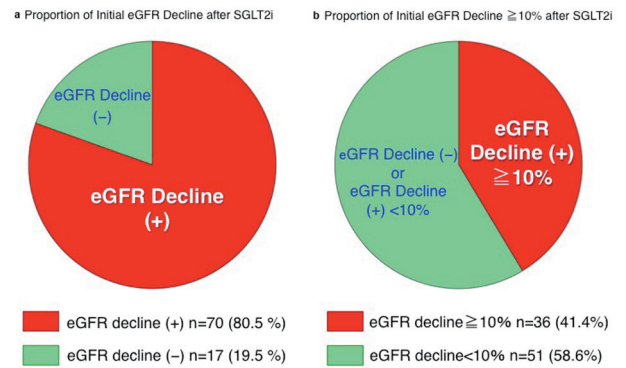 a Proportion of Initial eGFR Decline after SGLT2i
eGFR Decline
(−)
eGFR Decline
(+)
eGFR decline (+) n=70 (80.5 %)
eGFR decline (−) n=17 (19.5 %)
b Proportion of Initial eGFR Decline ≧10% after SGLT2i
eGFR
Decline (+)
≧10%
eGFR Decline (−)
or
eGFR Decline
(+) <10%
eGFR decline≧10% n=36 (41.4%)
eGFR decline<10% n=51 (58.6%)